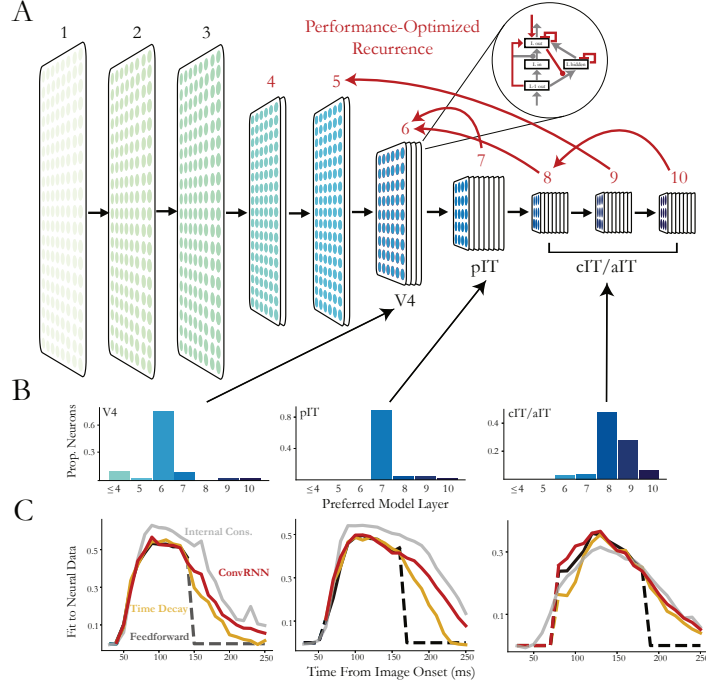 A
1
2
3
Performance-Optimized
Recurrence
4
5
6
7
8
9
10
L out
L in
L hidden
L-1 out
V4
pIT
cIT/aIT
B
Prop. Neurons
V4
0.6
0.2
≤4 5 6 7 8 9 10
pIT
0.8
0.4
≤4 5 6 7 8 9 10
cIT/aIT
0.4
0.2
≤4 5 6 7 8 9 10
Preferred Model Layer
C
Fit to Neural Data
0.5
0.3
0.1
Internal Cons.
ConvRNN
Time Decay
Feedforward
50 100 150 200 250
0.5
0.3
0.1
50 100 150 200 250
0.3
0.1
50 100 150 200 250
Time From Image Onset (ms)